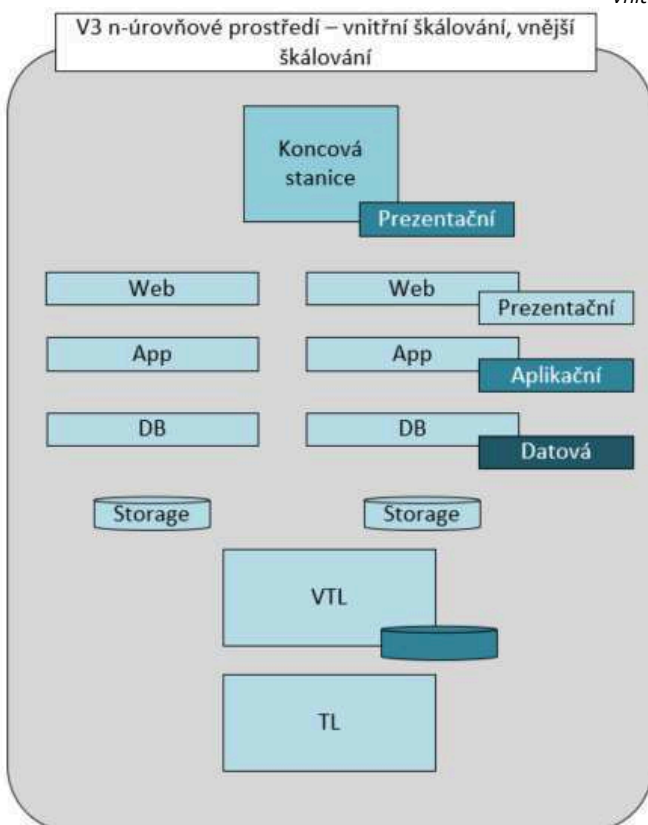 vnit
V3 n-úrovňové prostředí – vnitřní škálování, vnější
škálování
Koncová
stanice
Prezentační
Web
Web
Prezentační
App
App
Aplikační
DB
DB
Datová
Storage
Storage
VTL
TL